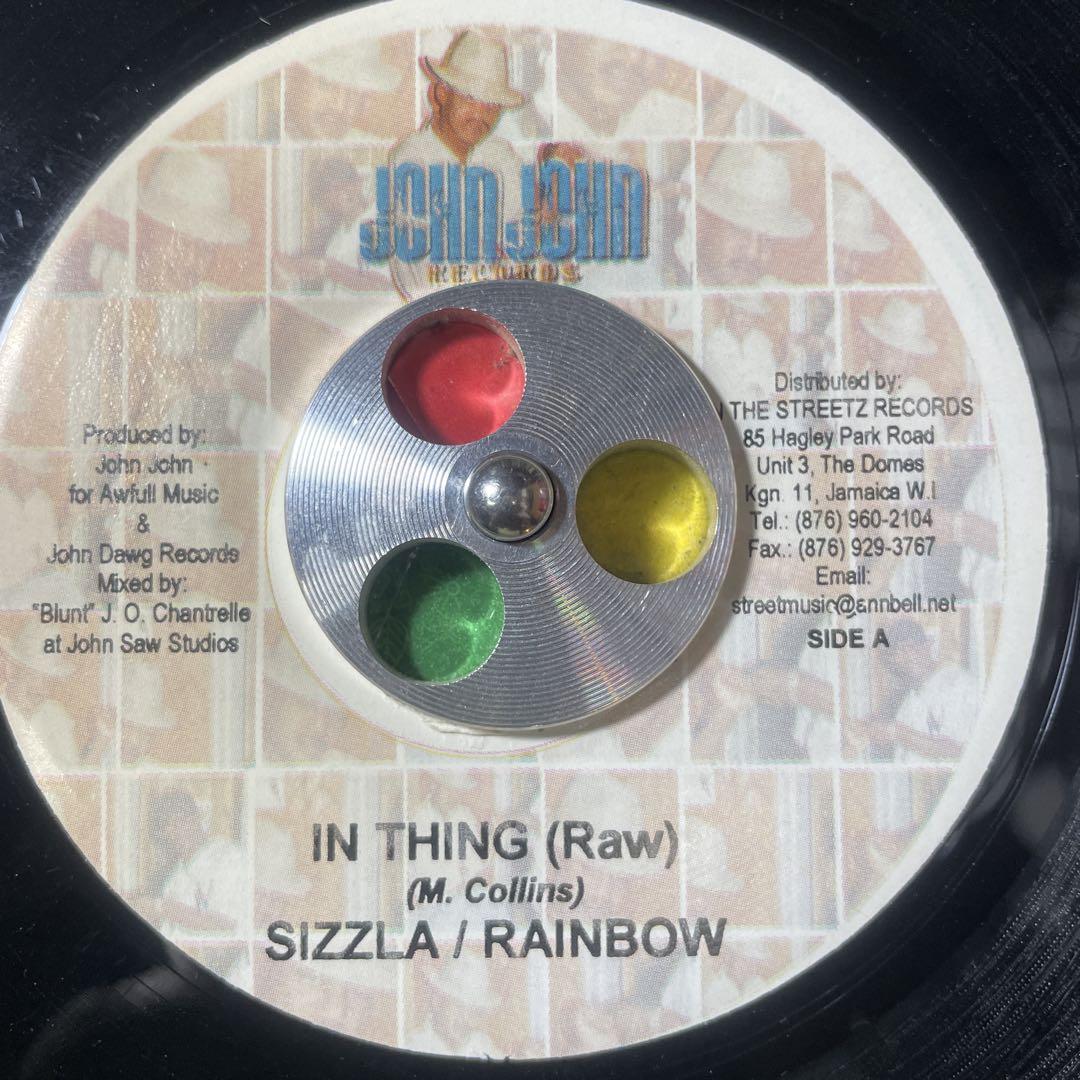 JOHN JOHN
RECORDS
Produced by:
John John
for Awfull Music
&
John Dawg Records
Mixed by:
"Blunt" J. O. Chantrelle
at John Saw Studios
Distributed by:
THE STREETZ RECORDS
85 Hagley Park Road
Unit 3, The Domes
Kgn. 11, Jamaica W.I
Tel.: (876) 960-2104
Fax.: (876) 929-3767
Email:
streetmusic@annbell.net
SIDE A
IN THING (Raw)
(M. Collins)
SIZZLA / RAINBOW